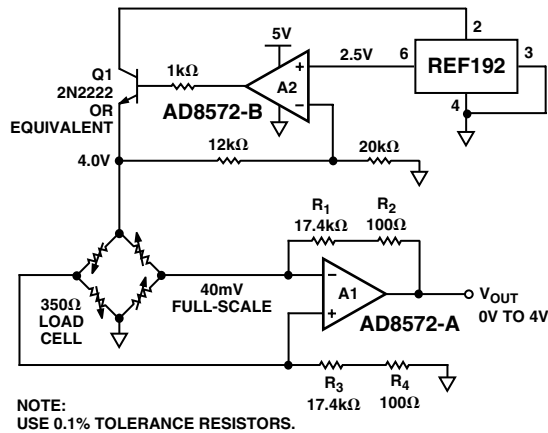 2
5V
1kΩ
2.5V
6
3
REF192
Q1
2N2222
OR
EQUIVALENT
+
A2
−
4
AD8572-B
12kΩ
20kΩ
4.0V
R1
17.4kΩ
R2
100Ω
40mV
FULL-SCALE
−
A1
+
VOUT
0V TO 4V
350Ω
LOAD
CELL
AD8572-A
R3
17.4kΩ
R4
100Ω
NOTE:
USE 0.1% TOLERANCE RESISTORS.